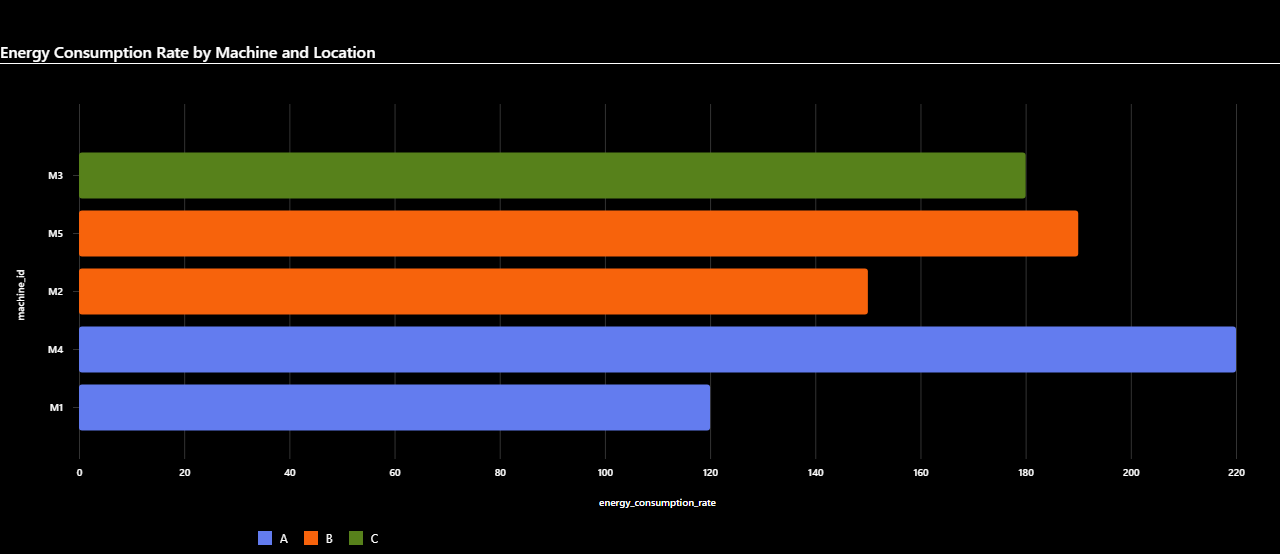 Energy Consumption Rate by Machine and Location
machine_id
M3
M5
M2
M4
M1
0 20 40 60 80 100 120 140 160 180 200 220
energy_consumption_rate
A B C